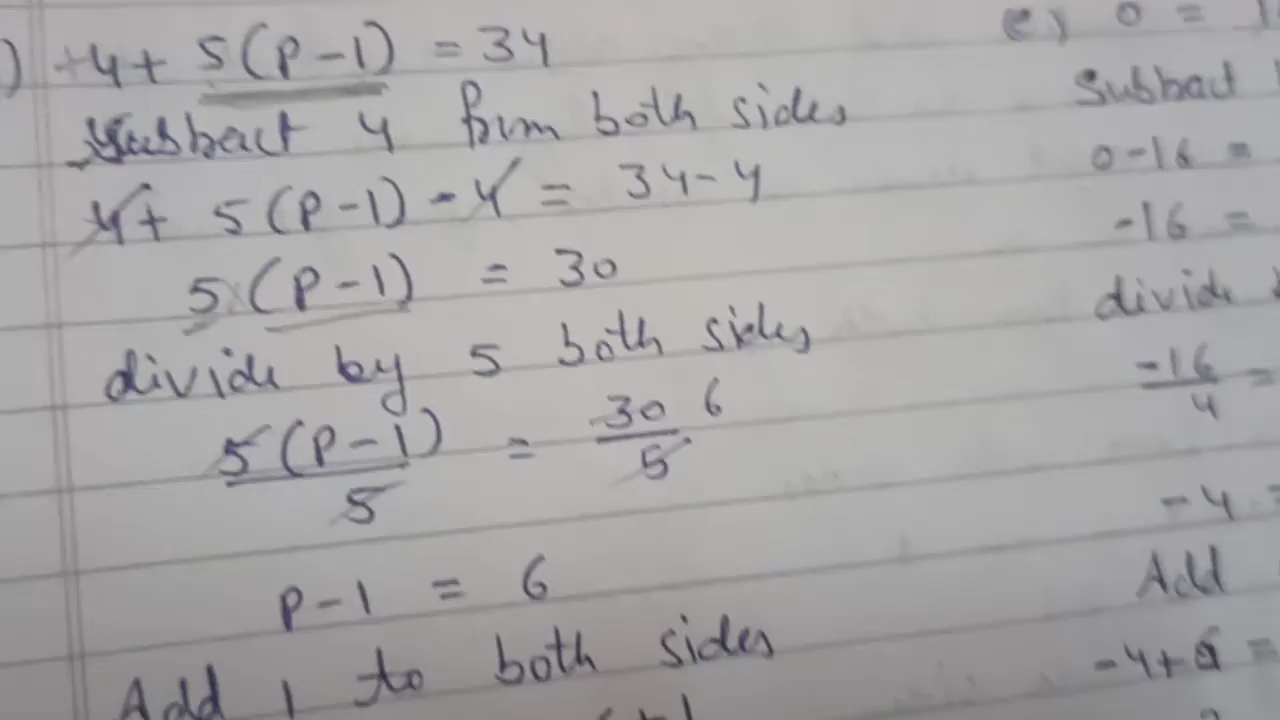 ) 4 + 5(P-1) = 34
Subtract 4 from both sides
4 + 5(P-1) - 4 = 34-4
5(P-1) = 30
divide by 5 both sides
5(P-1)/5 = 30/5 6
P-1 = 6
Add 1 to both sides
e) 0 =
Subtract
0-16 =
-16 =
divide
-16/4 =
-4 =
Add